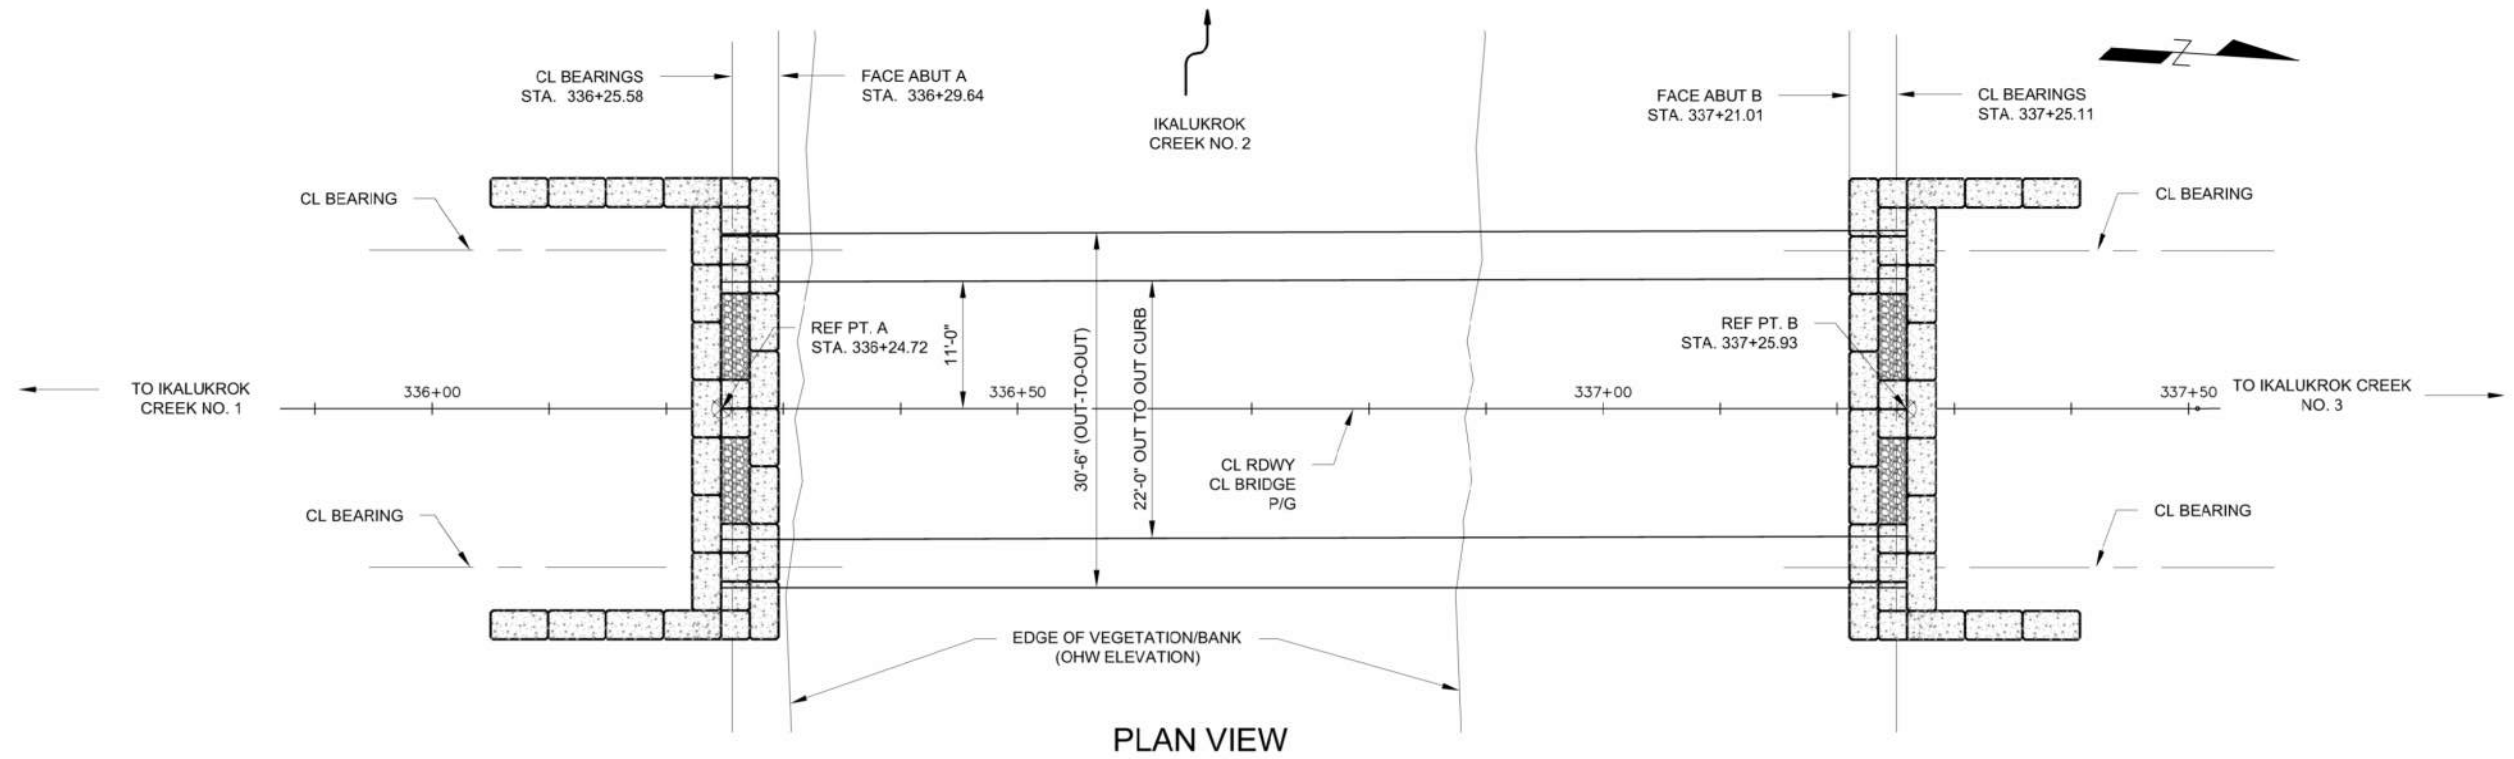 CL BEARINGS
STA. 336+25.58
FACE ABUT A
STA. 336+29.64
IKALUKROK
CREEK NO. 2
FACE ABUT B
STA. 337+21.01
CL BEARINGS
STA. 337+25.11
Z
CL BEARING
CL BEARING
REF PT. A
STA. 336+24.72
11'-0"
30'-6" (OUT-TO-OUT)
22'-0" OUT TO OUT CURB
REF PT. B
STA. 337+25.93
TO IKALUKROK
CREEK NO. 1
336+00
336+50
337+00
337+50
TO IKALUKROK CREEK
NO. 3
CL RDWY
CL BRIDGE
P/G
CL BEARING
CL BEARING
EDGE OF VEGETATION/BANK
(OHW ELEVATION)
PLAN VIEW